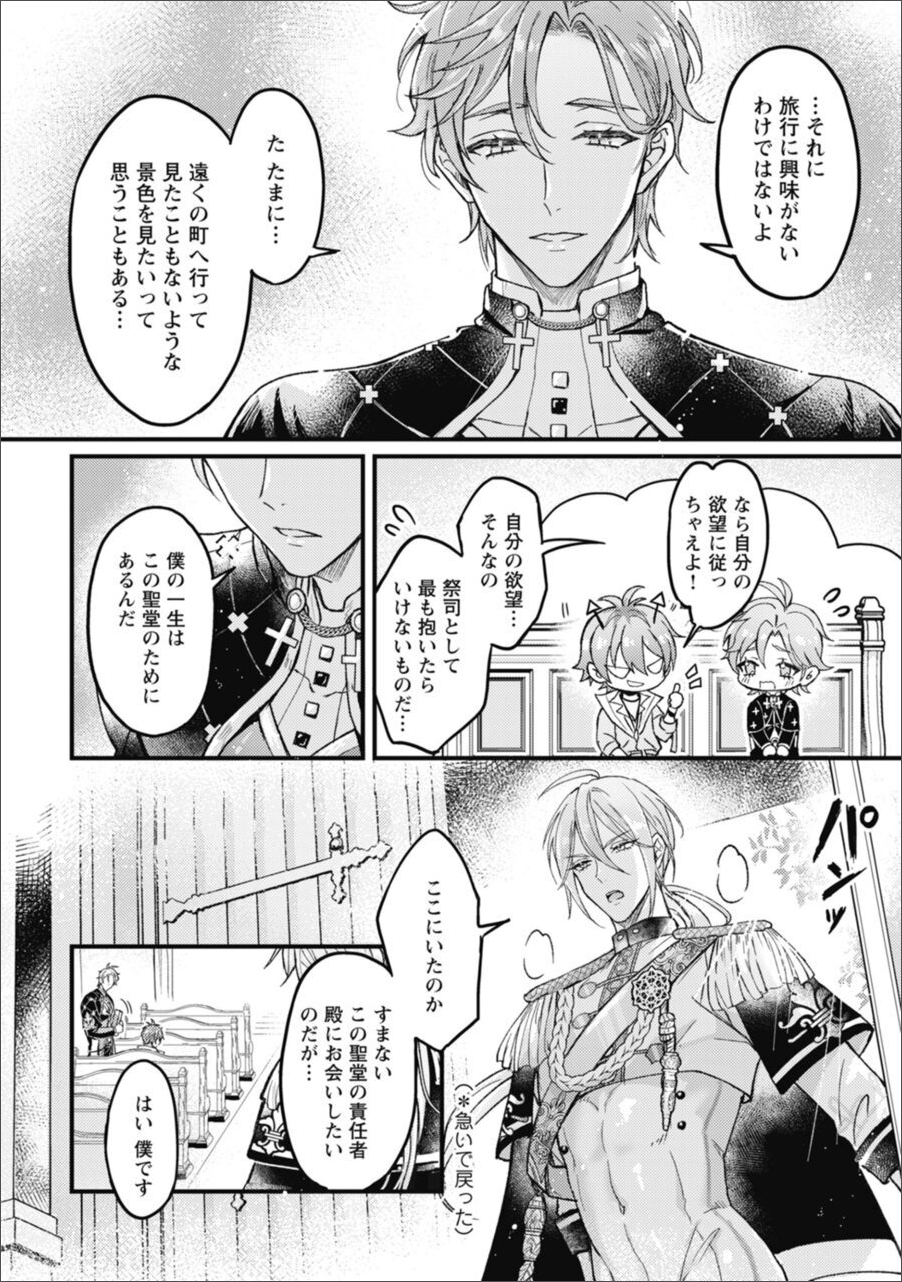 …それに
旅行に興味がない
わけではないよ
た たまに…
遠くの町へ行って
見たこともないような
景色を見たいって
思うこともある…
なら自分の
欲望に従っ
ちゃえよ！
自分の欲望…
そんなの
祭司として
最も抱いたら
いけないものだ…
僕の一生は
この聖堂のために
あるんだ
バンッ
ここにいたのか
(＊急いで戻った)
すまない
この聖堂の責任者
殿にお会いしたい
のだが…
はい 僕です